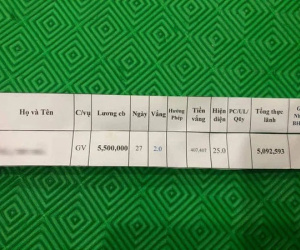 Họ và Tên C/vụ Lương cb Ngày Vắng Hưởng Phép Tiền vắng Hiện diện PC/UL/ Qũy Tổng thực lãnh
GV 5,500,000 27 2.0 407,407 25.0 5,092,593